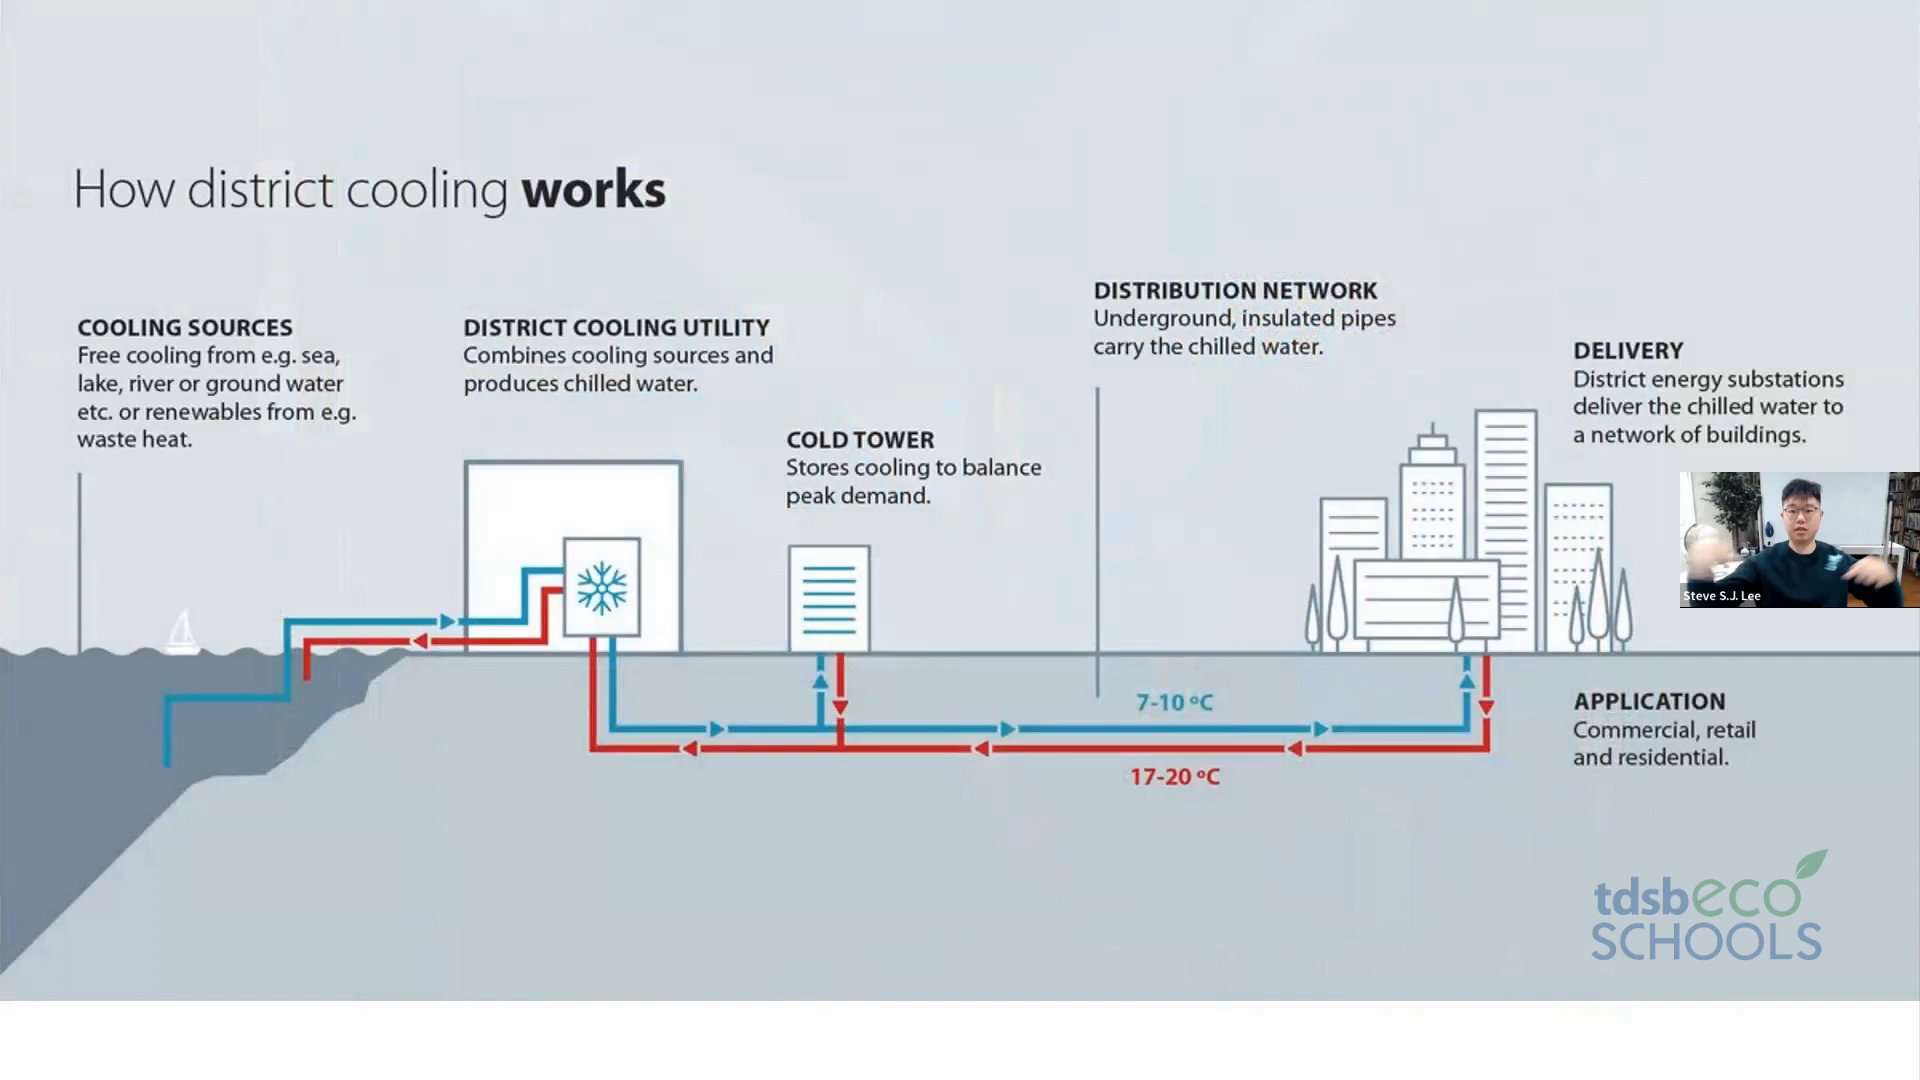 How district cooling works
COOLING SOURCES
Free cooling from e.g. sea,
lake, river or ground water
etc. or renewables from e.g.
waste heat.
DISTRICT COOLING UTILITY
Combines cooling sources and
produces chilled water.
COLD TOWER
Stores cooling to balance
peak demand.
DISTRIBUTION NETWORK
Underground, insulated pipes
carry the chilled water.
DELIVERY
District energy substations
deliver the chilled water to
a network of buildings.
Steve S.J. Lee
7-10 ºC
17-20 ºC
APPLICATION
Commercial, retail
and residential.
tdsbeco
SCHOOLS